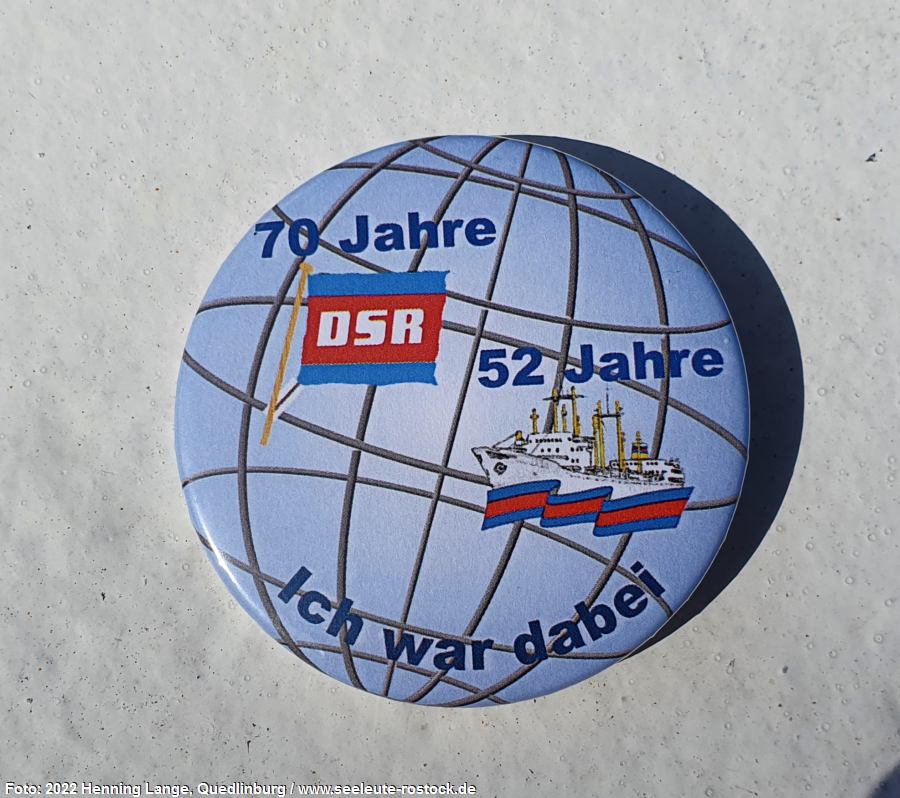 70 Jahre
DSR
52 Jahre
Ich war dabei
Foto: 2022 Henning Lange, Quedlinburg / www.seeleute-rostock.de